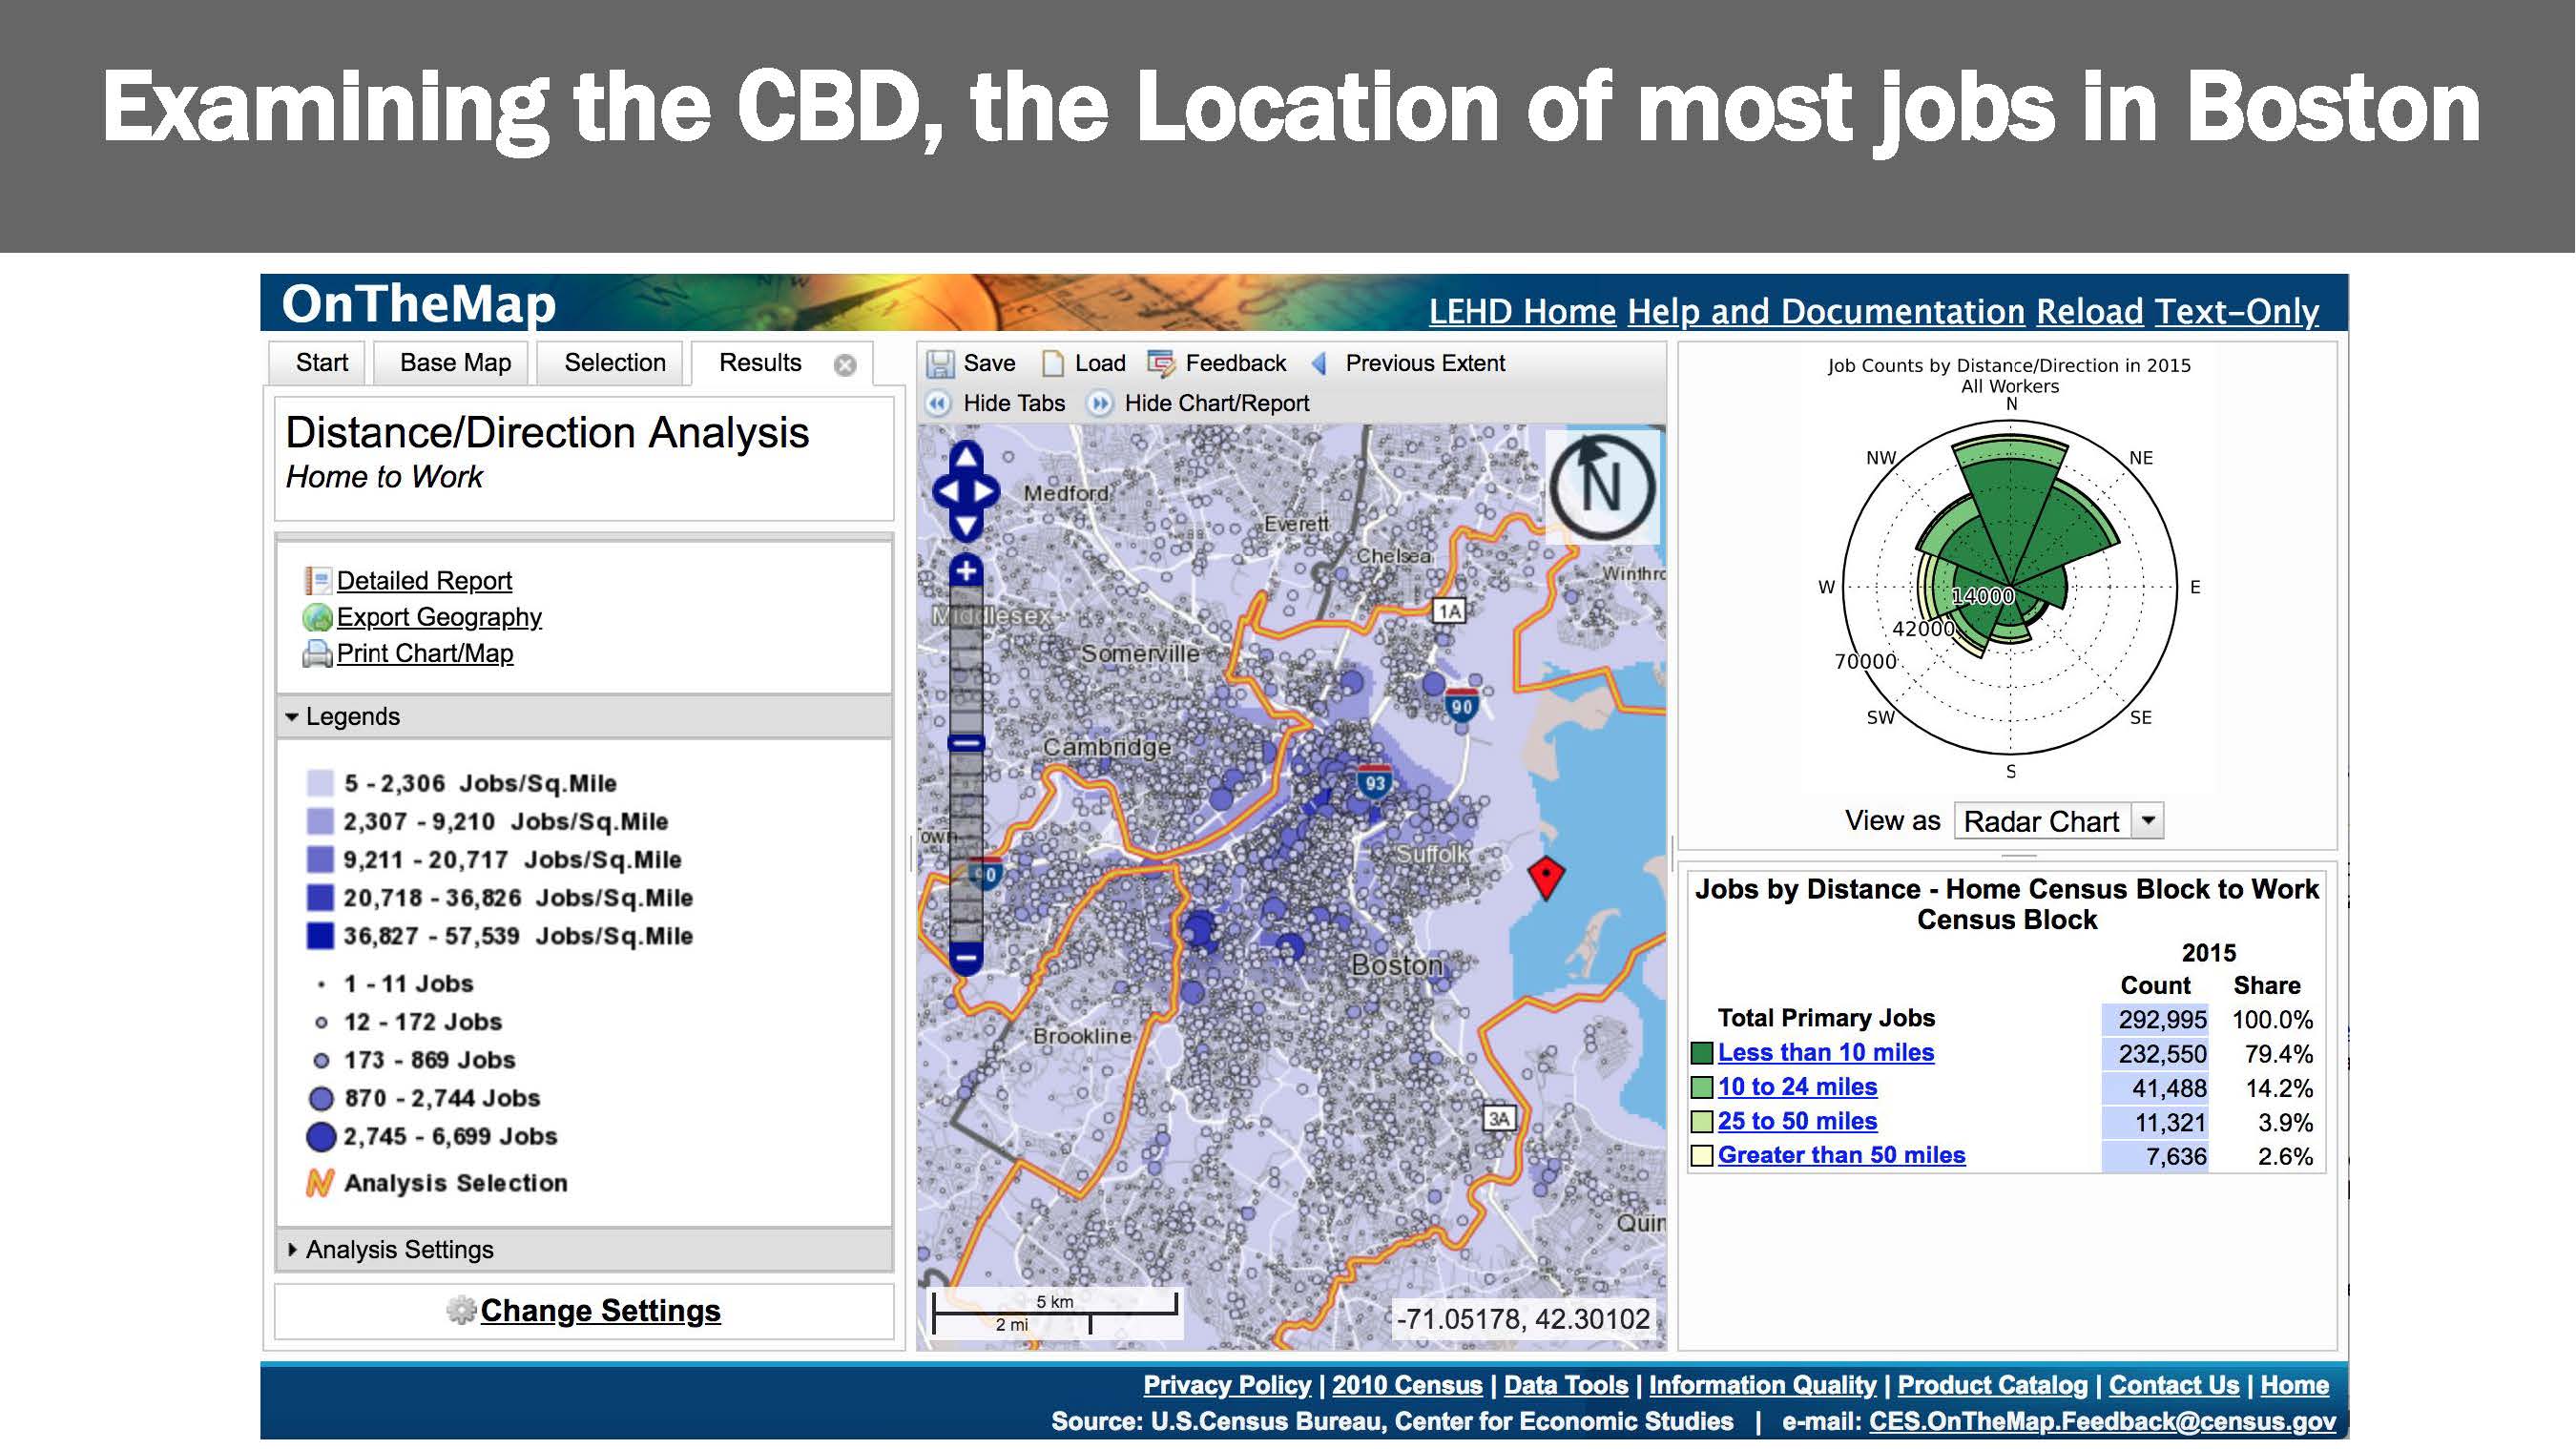 Examining the CBD, the Location of most jobs in Boston
OnTheMap
LEHD Home Help and Documentation Reload Text-Only
Start Base Map Selection Results
Distance/Direction Analysis
Home to Work
Detailed Report
Export Geography
Print Chart/Map
Legends
5 - 2,306 Jobs/Sq.Mile
2,307 - 9,210 Jobs/Sq.Mile
9,211 - 20,717 Jobs/Sq.Mile
20,718 - 36,826 Jobs/Sq.Mile
36,827 - 57,539 Jobs/Sq.Mile
1 - 11 Jobs
12 - 172 Jobs
173 - 869 Jobs
870 - 2,744 Jobs
2,745 - 6,699 Jobs
Analysis Selection
Analysis Settings
Change Settings
Save Load Feedback Previous Extent
Hide Tabs Hide Chart/Report
N
Medford
Everett
Chelsea
Winthro
1A
Middlesex
Somerville
90
Cambridge
93
Town
90
Suffolk
Boston
Brookline
3A
Quin
5 km
2 mi
-71.05178, 42.30102
Job Counts by Distance/Direction in 2015
All Workers
N
NW NE
W E
14000
42000
70000
SW SE
S
View as Radar Chart
Jobs by Distance - Home Census Block to Work
Census Block
2015
Count Share
Total Primary Jobs 292,995 100.0%
Less than 10 miles 232,550 79.4%
10 to 24 miles 41,488 14.2%
25 to 50 miles 11,321 3.9%
Greater than 50 miles 7,636 2.6%
Privacy Policy | 2010 Census | Data Tools | Information Quality | Product Catalog | Contact Us | Home
Source: U.S.Census Bureau, Center for Economic Studies | e-mail: CES.OnTheMap.Feedback@census.gov